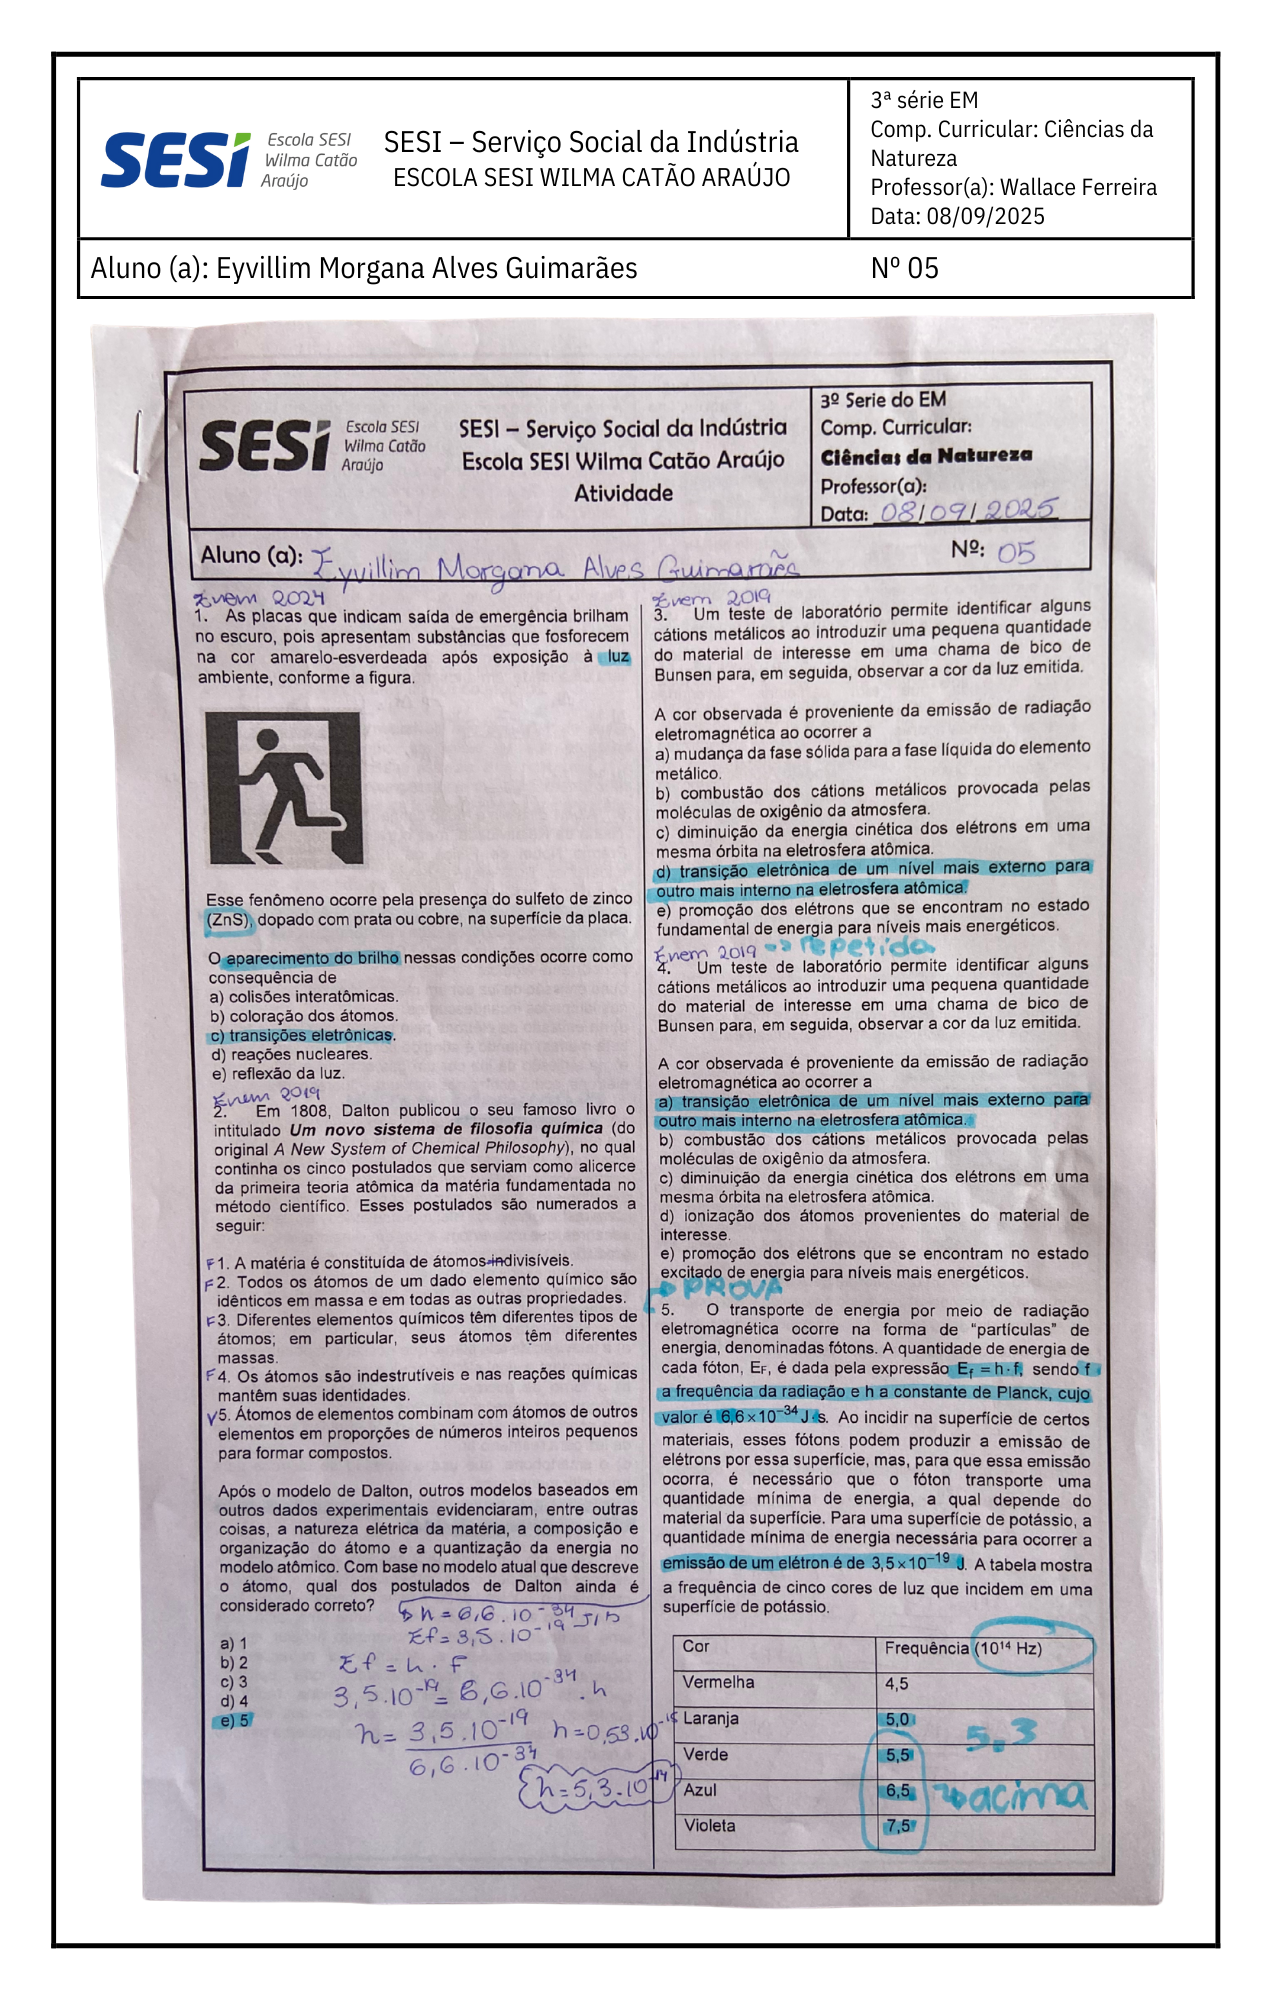 SESI
Escola SESI
Wilma Catão
Araújo
SESI – Serviço Social da Indústria
ESCOLA SESI WILMA CATÃO ARAÚJO
3ª série EM
Comp. Curricular: Ciências da
Natureza
Professor(a): Wallace Ferreira
Data: 08/09/2025
Aluno (a): Eyvillim Morgana Alves Guimarães
Nº 05
SESI
Escola SESI
Wilma Catão
Araújo
SESI – Serviço Social da Indústria
Escola SESI Wilma Catão Araújo
Atividade
3º Serie do EM
Comp. Curricular:
Ciências da Natureza
Professor(a):
Data: 08/09/2025
Aluno (a): Eyvillim Morgana Alves Guimarães
Nº: 05
Enem 2024
1. As placas que indicam saída de emergência brilham
no escuro, pois apresentam substâncias que fosforecem
na cor amarelo-esverdeada após exposição à luz
ambiente, conforme a figura.
Esse fenômeno ocorre pela presença do sulfeto de zinco
(ZnS), dopado com prata ou cobre, na superfície da placa.
O aparecimento do brilho nessas condições ocorre como
consequência de
a) colisões interatômicas.
b) coloração dos átomos.
c) transições eletrônicas.
d) reações nucleares.
e) reflexão da luz.
Enem 2019
2. Em 1808, Dalton publicou o seu famoso livro o
intitulado Um novo sistema de filosofia química (do
original A New System of Chemical Philosophy), no qual
continha os cinco postulados que serviam como alicerce
da primeira teoria atômica da matéria fundamentada no
método científico. Esses postulados são numerados a
seguir:
F 1. A matéria é constituída de átomos indivisíveis.
F 2. Todos os átomos de um dado elemento químico são
idênticos em massa e em todas as outras propriedades.
F 3. Diferentes elementos químicos têm diferentes tipos de
átomos; em particular, seus átomos têm diferentes
massas.
F 4. Os átomos são indestrutíveis e nas reações químicas
mantêm suas identidades.
V 5. Átomos de elementos combinam com átomos de outros
elementos em proporções de números inteiros pequenos
para formar compostos.
Após o modelo de Dalton, outros modelos baseados em
outros dados experimentais evidenciaram, entre outras
coisas, a natureza elétrica da matéria, a composição e
organização do átomo e a quantização da energia no
modelo atômico. Com base no modelo atual que descreve
o átomo, qual dos postulados de Dalton ainda é
considerado correto?
a) 1
b) 2
c) 3
d) 4
e) 5
h = 6,6 . 10⁻³⁴ J/s
Ef = 3,5 . 10⁻¹⁹
Ef = h . F
3,5 . 10⁻¹⁹ = 6,6 . 10⁻³⁴ . h
h = 3,5 . 10⁻¹⁹ / 6,6 . 10⁻³⁴ h = 0,53 . 10⁻¹⁵
h = 5,3 . 10⁻¹⁴
Enem 2019
3. Um teste de laboratório permite identificar alguns
cátions metálicos ao introduzir uma pequena quantidade
do material de interesse em uma chama de bico de
Bunsen para, em seguida, observar a cor da luz emitida.
A cor observada é proveniente da emissão de radiação
eletromagnética ao ocorrer a
a) mudança da fase sólida para a fase líquida do elemento
metálico.
b) combustão dos cátions metálicos provocada pelas
moléculas de oxigênio da atmosfera.
c) diminuição da energia cinética dos elétrons em uma
mesma órbita na eletrosfera atômica.
d) transição eletrônica de um nível mais externo para
outro mais interno na eletrosfera atômica.
e) promoção dos elétrons que se encontram no estado
fundamental de energia para níveis mais energéticos.
Enem 2019 => repetida
4. Um teste de laboratório permite identificar alguns
cátions metálicos ao introduzir uma pequena quantidade
do material de interesse em uma chama de bico de
Bunsen para, em seguida, observar a cor da luz emitida.
A cor observada é proveniente da emissão de radiação
eletromagnética ao ocorrer a
a) transição eletrônica de um nível mais externo para
outro mais interno na eletrosfera atômica.
b) combustão dos cátions metálicos provocada pelas
moléculas de oxigênio da atmosfera.
c) diminuição da energia cinética dos elétrons em uma
mesma órbita na eletrosfera atômica.
d) ionização dos átomos provenientes do material de
interesse.
e) promoção dos elétrons que se encontram no estado
excitado de energia para níveis mais energéticos.
PROVA
5. O transporte de energia por meio de radiação
eletromagnética ocorre na forma de "partículas" de
energia, denominadas fótons. A quantidade de energia de
cada fóton, EF, é dada pela expressão Ef = h · f, sendo f
a frequência da radiação e h a constante de Planck, cujo
valor é 6,6×10⁻³⁴ J·s. Ao incidir na superfície de certos
materiais, esses fótons podem produzir a emissão de
elétrons por essa superfície, mas, para que essa emissão
ocorra, é necessário que o fóton transporte uma
quantidade mínima de energia, a qual depende do
material da superfície. Para uma superfície de potássio, a
quantidade mínima de energia necessária para ocorrer a
emissão de um elétron é de 3,5×10⁻¹⁹ J. A tabela mostra
a frequência de cinco cores de luz que incidem em uma
superfície de potássio.
Cor Frequência (10¹⁴ Hz)
Vermelha 4,5
Laranja 5,0
Verde 5,5
Azul 6,5
Violeta 7,5
5.3
acima